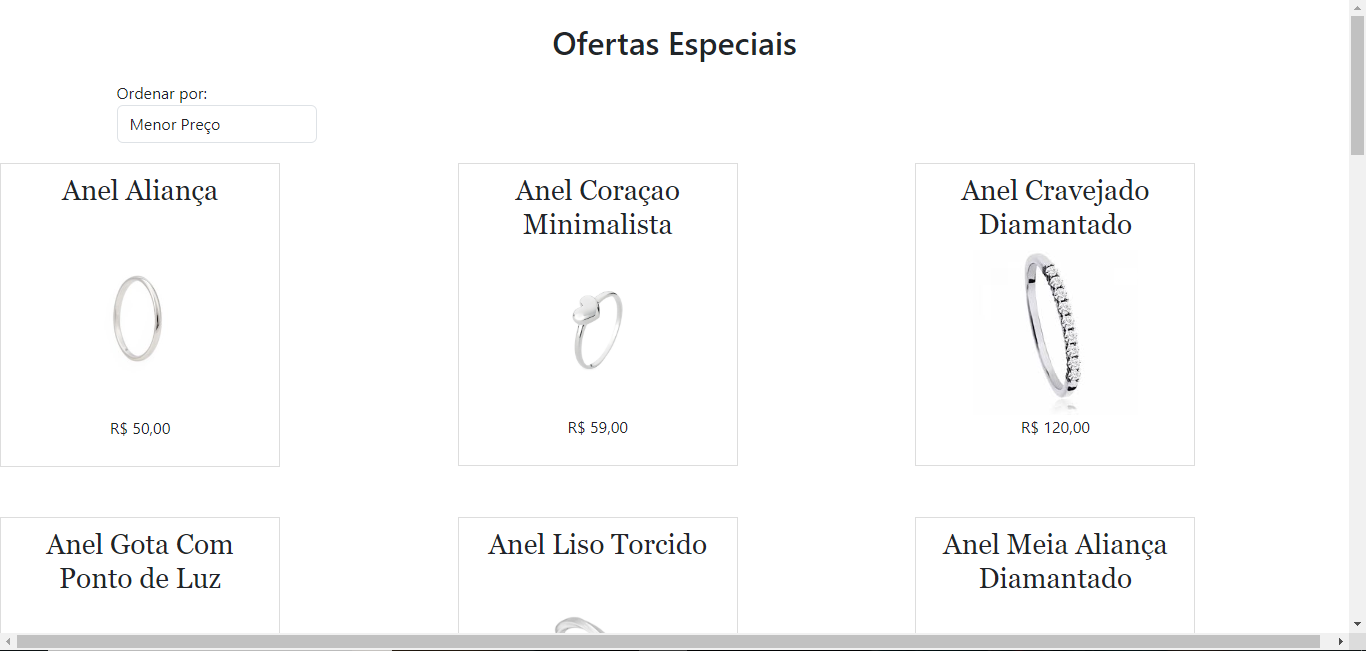 Ofertas Especiais
Ordenar por:
Menor Preço
Anel Aliança
R$ 50,00
Anel Coraçao
Minimalista
R$ 59,00
Anel Cravejado
Diamantado
R$ 120,00
Anel Gota Com
Ponto de Luz
Anel Liso Torcido
Anel Meia Aliança
Diamantado